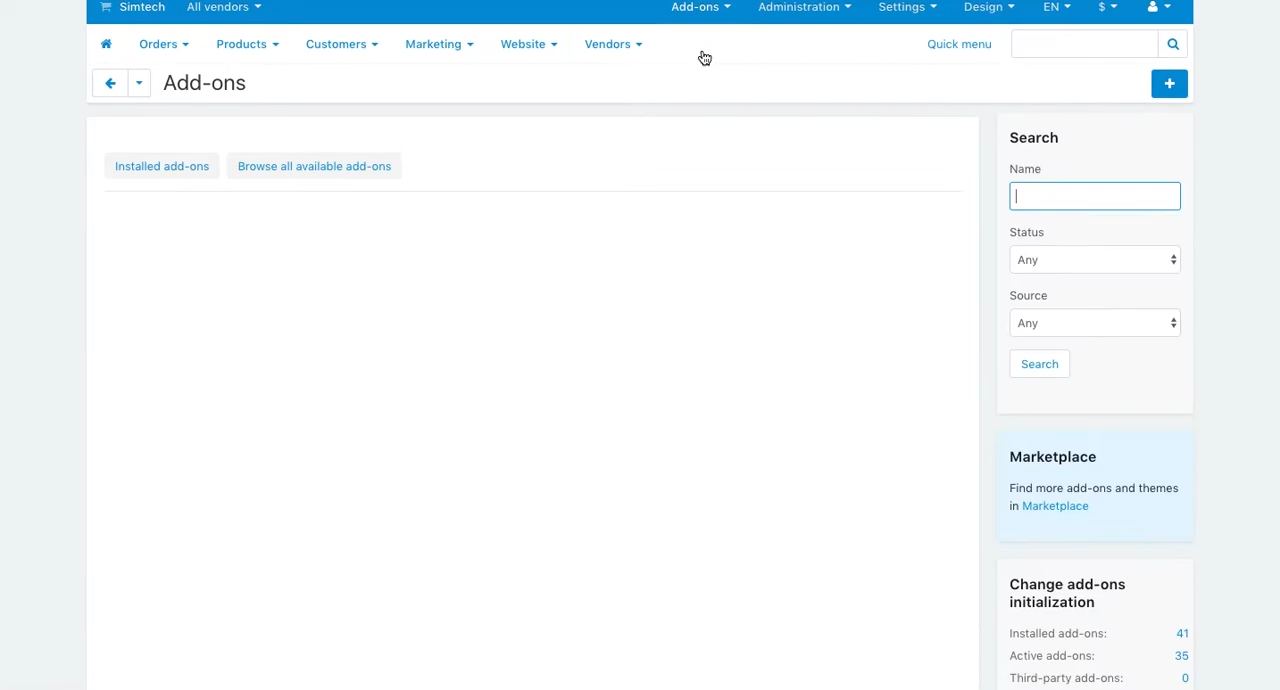 Simtech All vendors Add-ons Administration Settings Design EN $
Orders Products Customers Marketing Website Vendors Quick menu
Add-ons
Installed add-ons Browse all available add-ons
Search
Name
Status
Any
Source
Any
Search
Marketplace
Find more add-ons and themes
in Marketplace
Change add-ons
initialization
Installed add-ons: 41
Active add-ons: 35
Third-party add-ons: 0